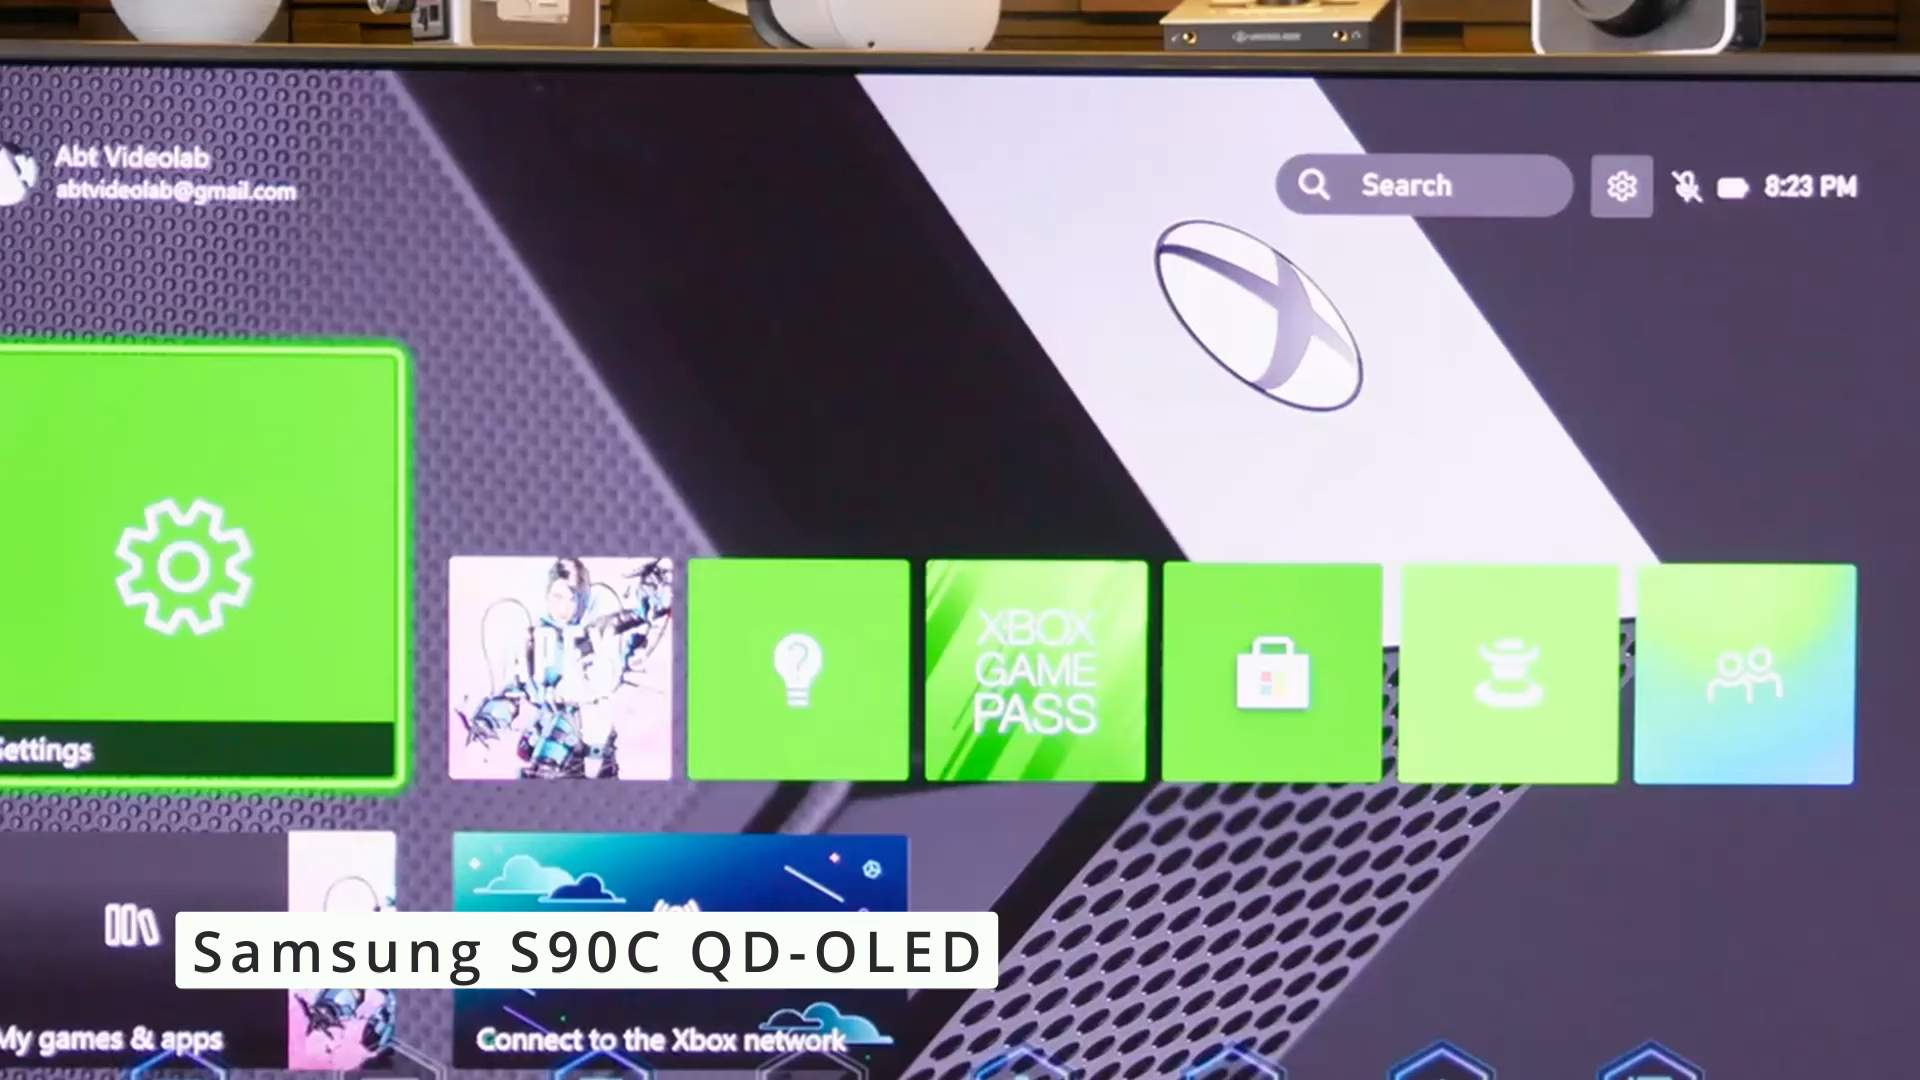 Abt Videolab
abtvideolab@gmail.com
Search
8:23 PM
Settings
APEX
XBOX
GAME
PASS
Samsung S90C QD-OLED
My games & apps
Connect to the Xbox network